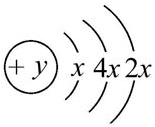 + y x 4x 2x